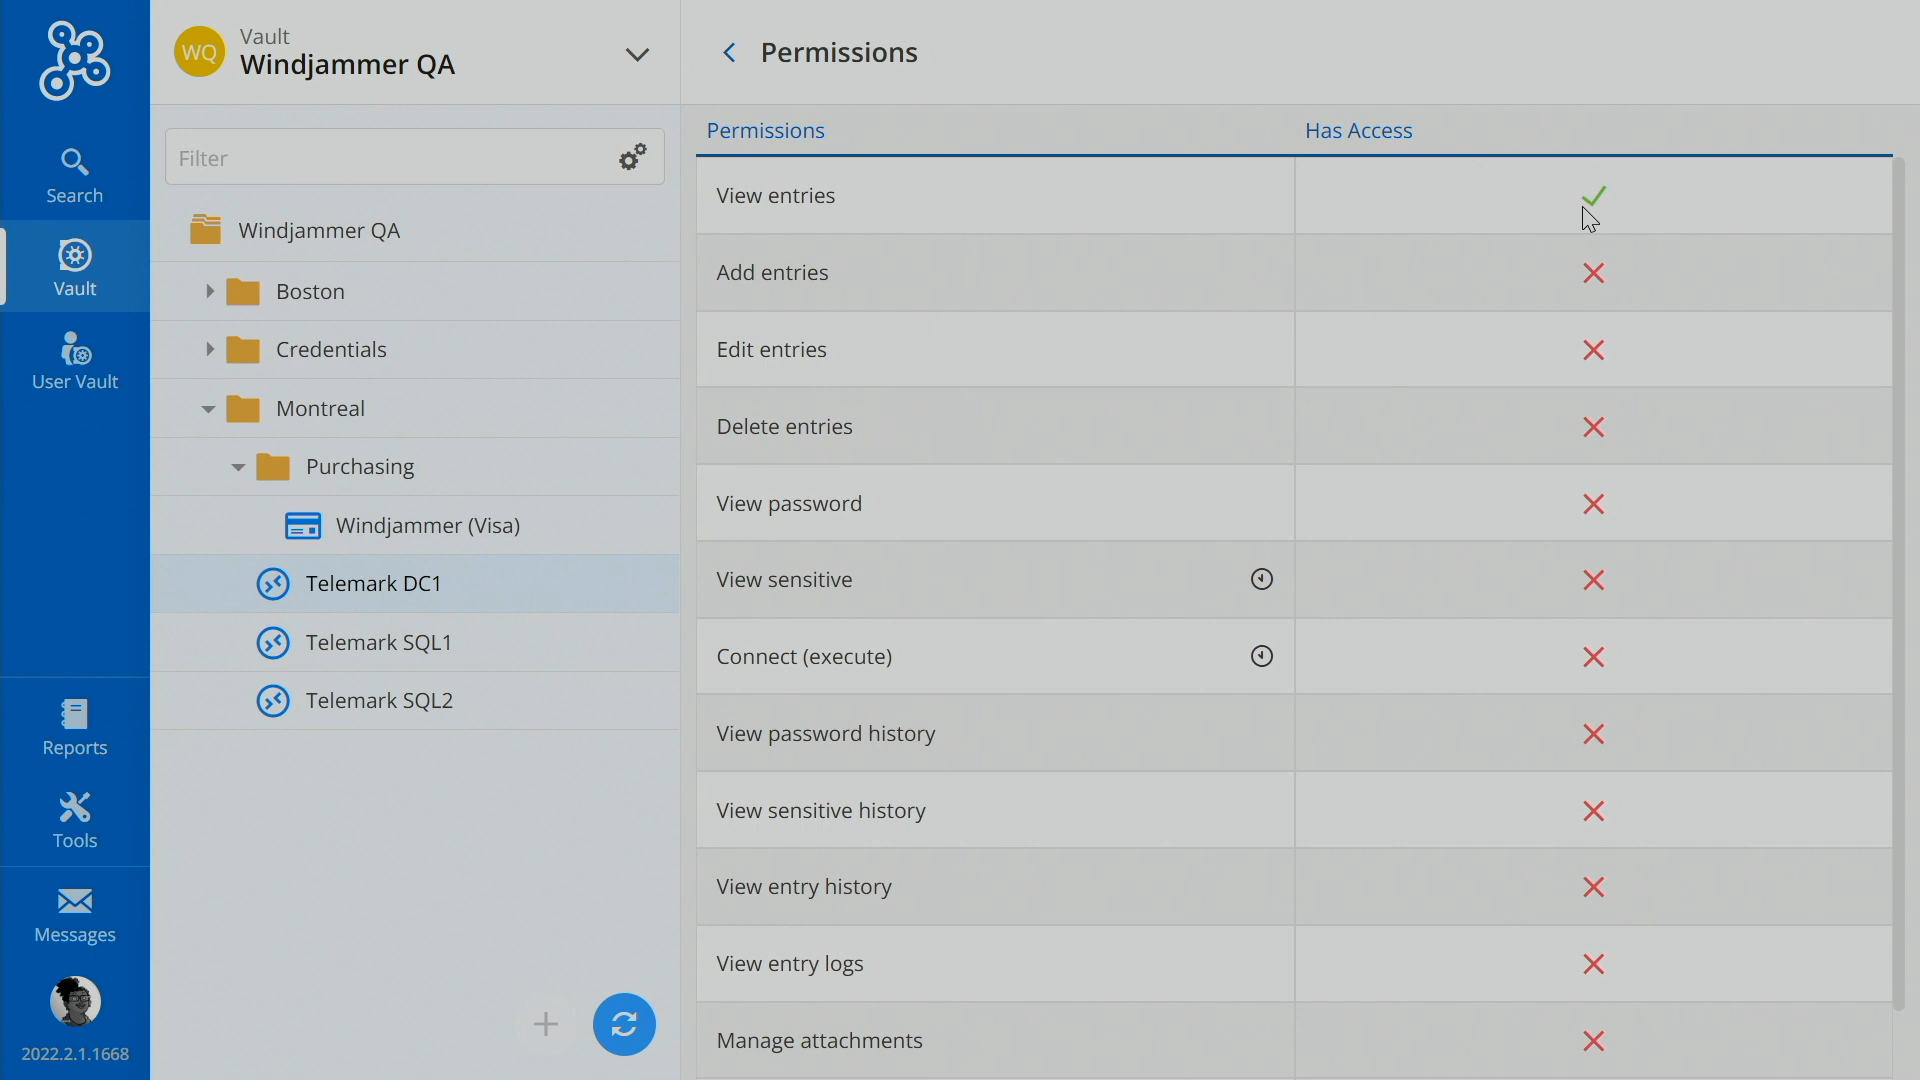 Search
Vault
User Vault
Reports
Tools
Messages
2022.2.1.1668
WQ
Vault
Windjammer QA
Filter
Windjammer QA
Boston
Credentials
Montreal
Purchasing
Windjammer (Visa)
Telemark DC1
Telemark SQL1
Telemark SQL2
Permissions
Permissions Has Access
View entries
Add entries
Edit entries
Delete entries
View password
View sensitive
Connect (execute)
View password history
View sensitive history
View entry history
View entry logs
Manage attachments